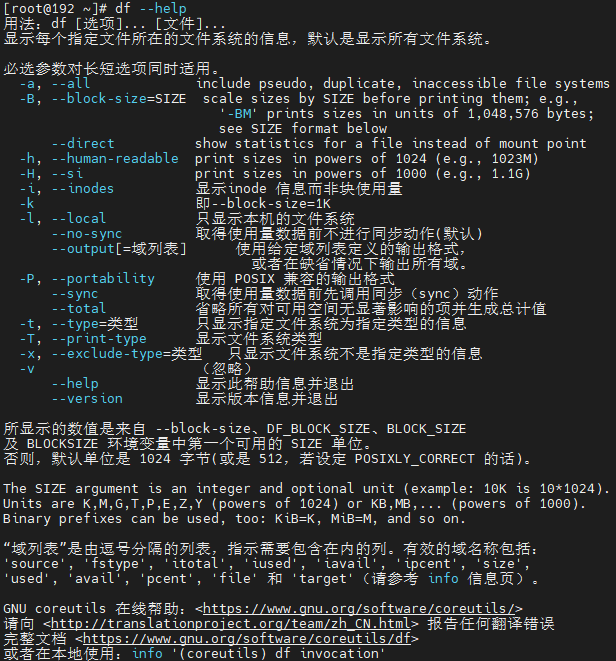 [root@192 ~]# df --help
用法：df [选项]... [文件]...
显示每个指定文件所在的文件系统的信息，默认是显示所有文件系统。
必选参数对长短选项同时适用。
-a, --all             include pseudo, duplicate, inaccessible file systems
-B, --block-size=SIZE  scale sizes by SIZE before printing them; e.g.,
'-BM' prints sizes in units of 1,048,576 bytes;
see SIZE format below
--direct          show statistics for a file instead of mount point
-h, --human-readable  print sizes in powers of 1024 (e.g., 1023M)
-H, --si              print sizes in powers of 1000 (e.g., 1.1G)
-i, --inodes          显示inode 信息而非块使用量
-k                    即--block-size=1K
-l, --local           只显示本机的文件系统
--no-sync         取得使用量数据前不进行同步动作(默认)
--output[=域列表]      使用给定域列表定义的输出格式，
或者在缺省情况下输出所有域。
-P, --portability     使用 POSIX 兼容的输出格式
--sync            取得使用量数据前先调用同步（sync）动作
--total           省略所有对可用空间无显著影响的项并生成总计值
-t, --type=类型       只显示指定文件系统为指定类型的信息
-T, --print-type      显示文件系统类型
-x, --exclude-type=类型   只显示文件系统不是指定类型的信息
-v                    （忽略）
--help            显示此帮助信息并退出
--version         显示版本信息并退出
所显示的数值是来自 --block-size、DF_BLOCK_SIZE、BLOCK_SIZE
及 BLOCKSIZE 环境变量中第一个可用的 SIZE 单位。
否则，默认单位是 1024 字节(或是 512，若设定 POSIXLY_CORRECT 的话)。
The SIZE argument is an integer and optional unit (example: 10K is 10*1024).
Units are K,M,G,T,P,E,Z,Y (powers of 1024) or KB,MB,... (powers of 1000).
Binary prefixes can be used, too: KiB=K, MiB=M, and so on.
“域列表”是由逗号分隔的列表，指示需要包含在内的列。有效的域名称包括：
'source', 'fstype', 'itotal', 'iused', 'iavail', 'ipcent', 'size',
'used', 'avail', 'pcent', 'file' 和 'target'（请参考 info 信息页）。
GNU coreutils 在线帮助：<https://www.gnu.org/software/coreutils/>
请向 <http://translationproject.org/team/zh_CN.html> 报告任何翻译错误
完整文档 <https://www.gnu.org/software/coreutils/df>
或者在本地使用：info '(coreutils) df invocation'